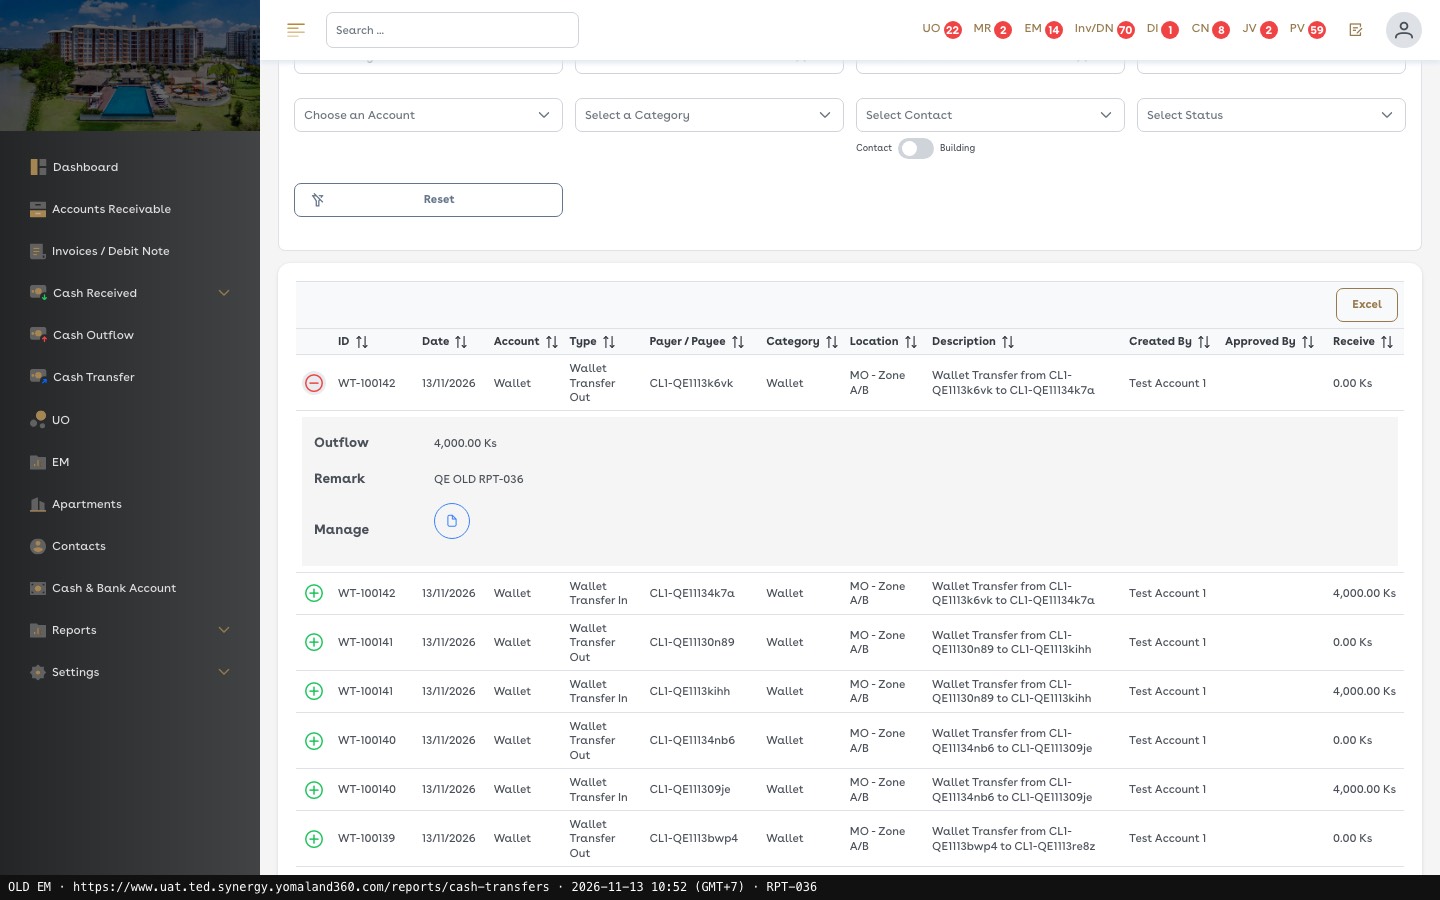 Search ...
UO 22 MR 2 EM 14 Inv/DN 70 DI 1 CN 8 JV 2 PV 59
Dashboard
Accounts Receivable
Invoices / Debit Note
Cash Received
Cash Outflow
Cash Transfer
UO
EM
Apartments
Contacts
Cash & Bank Account
Reports
Settings
Choose an Account
Select a Category
Select Contact
Select Status
Contact Building
Reset
Excel
ID Date Account Type Payer / Payee Category Location Description Created By Approved By Receive
WT-100142 13/11/2026 Wallet Wallet Transfer Out CL1-QE1113k6vk Wallet MO - Zone A/B Wallet Transfer from CL1-QE1113k6vk to CL1-QE11134k7a Test Account 1 0.00 Ks
Outflow 4,000.00 Ks
Remark QE OLD RPT-036
Manage
WT-100142 13/11/2026 Wallet Wallet Transfer In CL1-QE11134k7a Wallet MO - Zone A/B Wallet Transfer from CL1-QE1113k6vk to CL1-QE11134k7a Test Account 1 4,000.00 Ks
WT-100141 13/11/2026 Wallet Wallet Transfer Out CL1-QE11130n89 Wallet MO - Zone A/B Wallet Transfer from CL1-QE11130n89 to CL1-QE1113kihh Test Account 1 0.00 Ks
WT-100141 13/11/2026 Wallet Wallet Transfer In CL1-QE1113kihh Wallet MO - Zone A/B Wallet Transfer from CL1-QE11130n89 to CL1-QE1113kihh Test Account 1 4,000.00 Ks
WT-100140 13/11/2026 Wallet Wallet Transfer Out CL1-QE11134nb6 Wallet MO - Zone A/B Wallet Transfer from CL1-QE11134nb6 to CL1-QE111309je Test Account 1 0.00 Ks
WT-100140 13/11/2026 Wallet Wallet Transfer In CL1-QE111309je Wallet MO - Zone A/B Wallet Transfer from CL1-QE11134nb6 to CL1-QE111309je Test Account 1 4,000.00 Ks
WT-100139 13/11/2026 Wallet Wallet Transfer Out CL1-QE1113bwp4 Wallet MO - Zone A/B Wallet Transfer from CL1-QE1113bwp4 to CL1-QE1113re8z Test Account 1 0.00 Ks
OLD EM · https://www.uat.ted.synergy.yomaland360.com/reports/cash-transfers · 2026-11-13 10:52 (GMT+7) · RPT-036